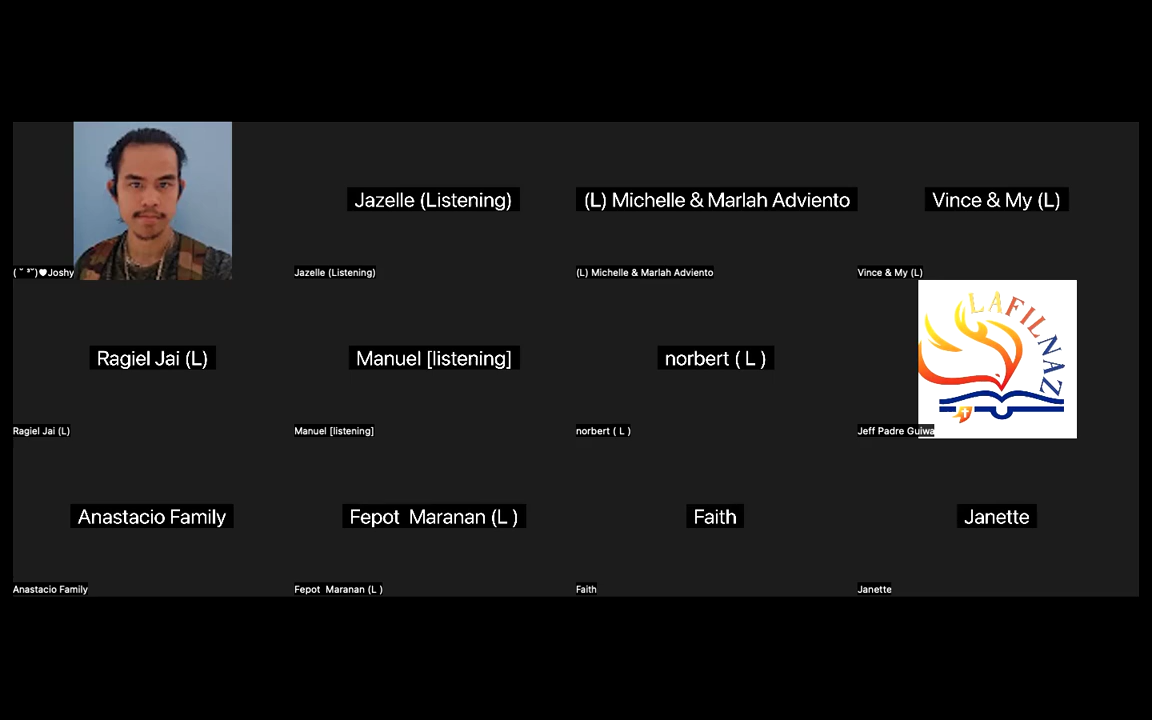 ( ˘ ³˘)♥Joshy
Jazelle (Listening)
Jazelle (Listening)
(L) Michelle & Marlah Adviento
(L) Michelle & Marlah Adviento
Vince & My (L)
Vince & My (L)
Ragiel Jai (L)
Ragiel Jai (L)
Manuel [listening]
Manuel [listening]
norbert ( L )
norbert ( L )
LAFILNAZ
Jeff Padre Guiwa
Anastacio Family
Anastacio Family
Fepot Maranan (L )
Fepot Maranan (L )
Faith
Faith
Janette
Janette